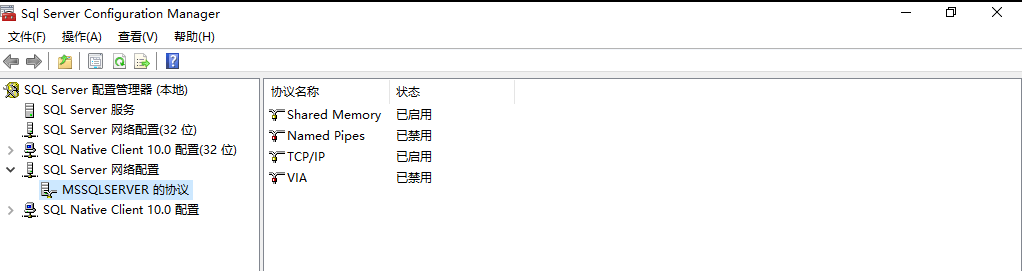 Sql Server Configuration Manager
文件(F) 操作(A) 查看(V) 帮助(H)
SQL Server 配置管理器 (本地)
SQL Server 服务
SQL Server 网络配置(32 位)
SQL Native Client 10.0 配置(32 位)
SQL Server 网络配置
MSSQLSERVER 的协议
SQL Native Client 10.0 配置
协议名称 状态
Shared Memory 已启用
Named Pipes 已禁用
TCP/IP 已启用
VIA 已禁用